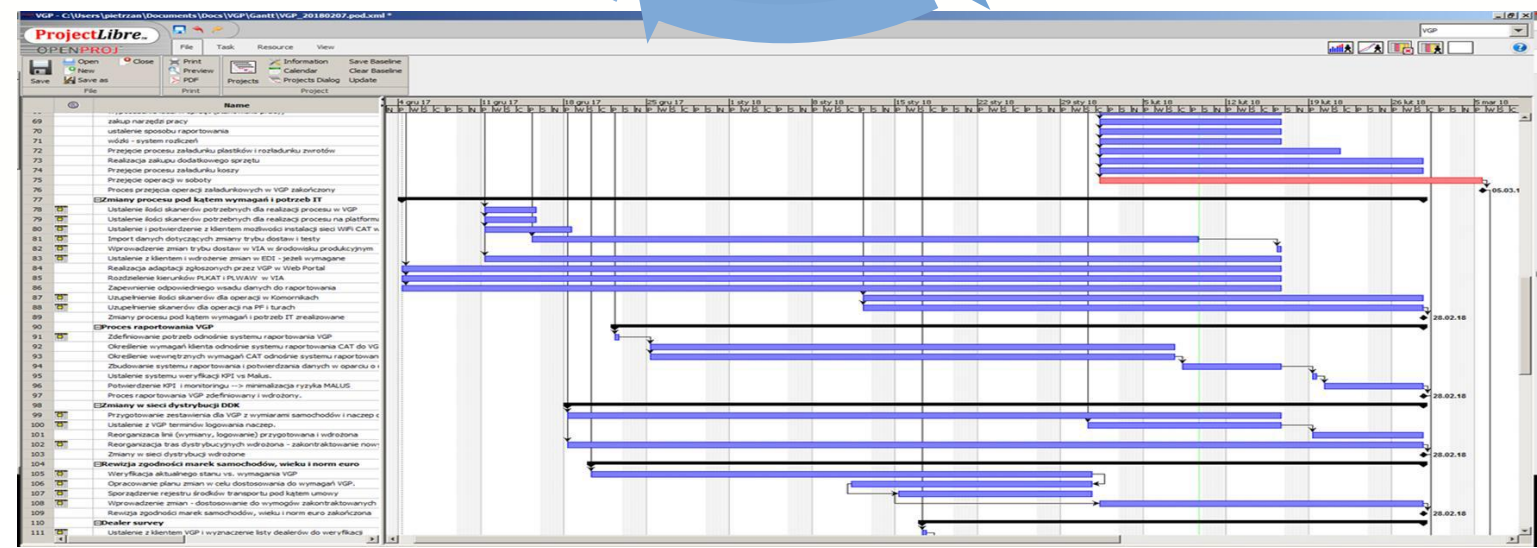 VGP - C:\Users\pietrzan\Documents\Docs\VGP\Gantt\VGP_20180207.pod.xml *
ProjectLibre
OPENPROJ
VGP
File Task Resource View
Open Close Print Information Save Baseline
New Preview Calendar Clear Baseline
Save Save as PDF Projects Projects Dialog Update
File Print Project
Name
4 gru 17 11 gru 17 18 gru 17 25 gru 17 1 sty 18 8 sty 18 15 sty 18 22 sty 18 29 sty 18 5 lut 18 12 lut 18 19 lut 18 26 lut 18 5 mar 18
69 zakup narzędzi pracy
70 ustalenie sposobu raportowania
71 wózki - system rozliczeń
72 Przejęcie procesu załadunku plastików i rozładunku zwrotów
73 Realizacja zakupu dodatkowego sprzętu
74 Przejęcie procesu załadunku koszy
75 Przejęcie operacji w soboty
76 Proces przejęcia operacji załadunkowych w VGP zakończony
05.03.1
77 Zmiany procesu pod kątem wymagań i potrzeb IT
78 Ustalenie ilości skanerów potrzebnych dla realizacji procesu w VGP
79 Ustalenie ilości skanerów potrzebnych dla realizacji procesu na platform
80 Ustalenie i potwierdzenie z klientem możliwości instalacji sieci WiFi CAT w
81 Import danych dotyczących zmiany trybu dostaw i testy
82 Wprowadzenie zmian trybu dostaw w VIA w środowisku produkcyjnym
83 Ustalenie z klientem i wdrożenie zmian w EDI - jeżeli wymagane
84 Realizacja adaptacji zgłoszonych przez VGP w Web Portal
85 Rozdzielenie kierunków PLKAT i PLWAW w VIA
86 Zapewnienie odpowiedniego wsadu danych do raportowania
87 Uzupełnienie ilości skanerów dla operacji w Komornikach
88 Uzupełnienie skanerów dla operacji na PF i turach
89 Zmiany procesu pod kątem wymagań i potrzeb IT zrealizowane
28.02.18
90 Proces raportowania VGP
91 Zdefiniowanie potrzeb odnośnie systemu raportowania VGP
92 Określenie wymagań klienta odnośnie systemu raportowania CAT do VG
93 Określenie wewnętrznych wymagań CAT odnośnie systemu raportowan
94 Zbudowanie systemu raportowania i potwierdzania danych w oparciu o
95 Ustalenie systemu weryfikacji KPI vs Malus.
96 Potwierdzenie KPI i monitoringu --> minimalizacja ryzyka MALUS
97 Proces raportowania VGP zdefiniowany i wdrożony.
28.02.18
98 Zmiany w sieci dystrybucji DDK
99 Przygotowanie zestawienia dla VGP z wymiarami samochodów i naczep
100 Ustalenie z VGP terminów logowania naczep.
101 Reorganizaca linii (wymiany, logowanie) przygotowana i wdrożona
102 Reorganizacja tras dystrybucyjnych wdrożona - zakontraktowanie now
103 Zmiany w sieci dystrybucji wdrożone
28.02.18
104 Rewizja zgodności marek samochodów, wieku i norm euro
105 Weryfikacja aktualnego stanu vs. wymagania VGP
106 Opracowanie planu zmian w celu dostosowania do wymagań VGP.
107 Sporządzenie rejestru środków transportu pod kątem umowy
108 Wprowadzenie zmian - dostosowanie do wymogów zakontraktowanych
109 Rewizja zgodności marek samochodów, wieku i norm euro zakończona
28.02.18
110 Dealer survey
111 Ustalenie z klientem VGP i wyznaczenie listy dealerów do weryfikacji